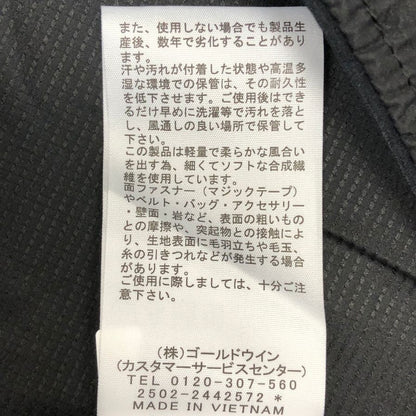 また、使用しない場合でも製品生
産後、数年で劣化することがあり
ます。
汗や汚れが付着した状態や高温多
湿な環境での保管は、その耐久性
を低下させます。ご使用後はでき
るだけ早めに洗濯等で汚れを落と
し、風通しの良い場所で保管して
下さい。
この製品は軽量で柔らかな風合い
を出す為、細くてソフトな合成繊
維を使用しています。
面ファスナー（マジックテープ）
やベルト・バッグ・アクセサリー
・壁面・岩など、表面の粗いもの
との摩擦や、突起物との接触によ
り、生地表面に毛羽立ちや毛玉、
糸の引きつれなどが発生する場合
があります。
ご使用に際しましては、十分ご注
意下さい。
（株）ゴールドウイン
(カスタマーサービスセンター)
TEL 0120-307-560
2502-2442572
MADE IN VIETNAM